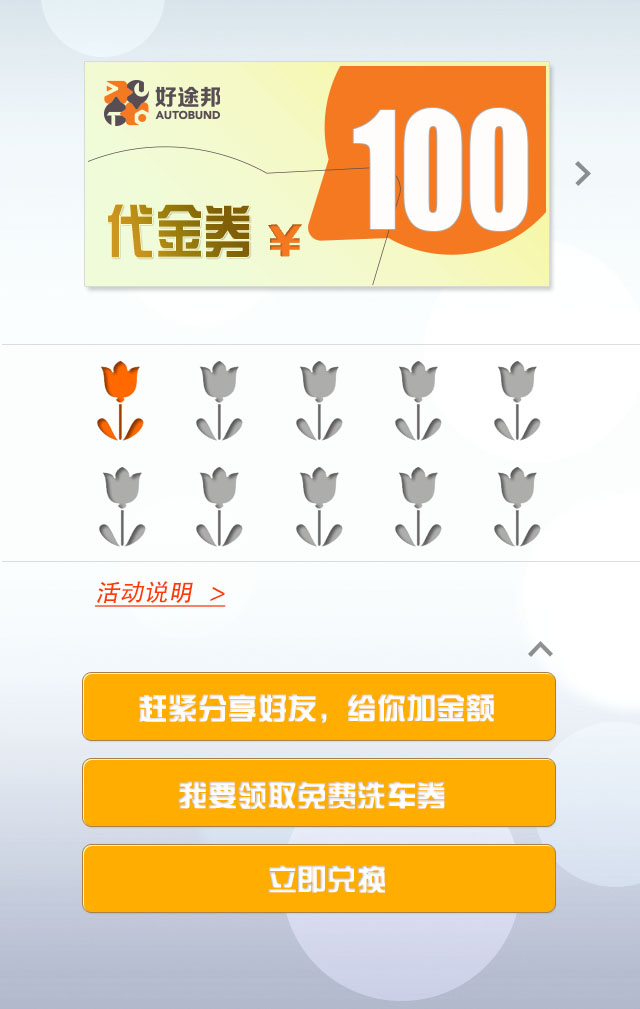 好途邦
AUTOBUND
100
代金券 ¥
活动说明 >
赶紧分享好友，给你加金额
我要领取免费洗车券
立即兑换